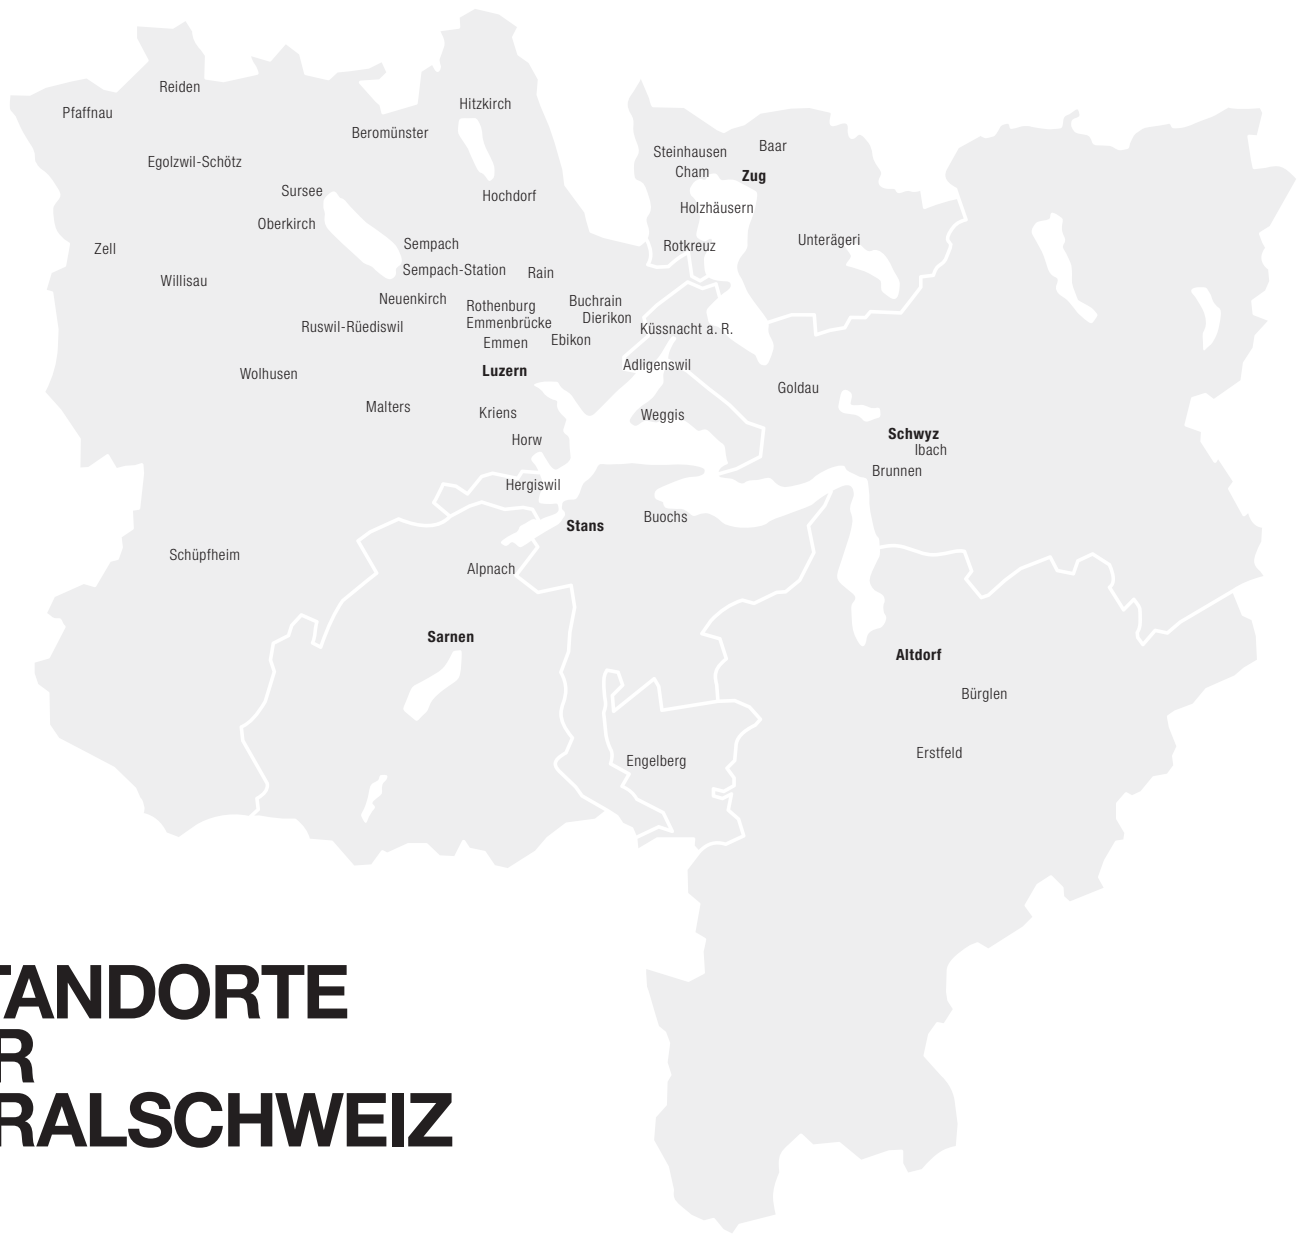 Reiden
Hitzkirch
Pfaffnau
Beromünster
Baar
Steinhausen
Egolzwil-Schötz
Cham
Zug
Sursee
Hochdorf
Holzhäusern
Oberkirch
Unterägeri
Sempach
Rotkreuz
Zell
Sempach-Station
Rain
Willisau
Neuenkirch
Buchrain
Rothenburg
Dierikon
Emmenbrücke
Ruswil-Rüediswil
Küssnacht a. R.
Ebikon
Emmen
Adligenswil
Luzern
Wolhusen
Goldau
Malters
Kriens
Weggis
Schwyz
Horw
Ibach
Brunnen
Hergiswil
Buochs
Stans
Schüpfheim
Alpnach
Sarnen
Altdorf
Bürglen
Erstfeld
Engelberg
TANDORTE
R
RALSCHWEIZ